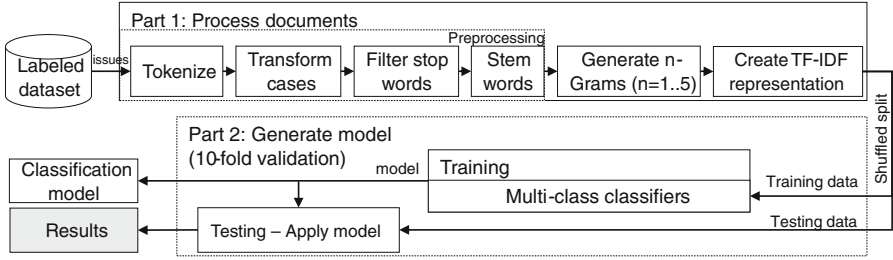 Part 1: Process documents
Labeled
dataset
issues
Preprocessing
Tokenize
Transform
cases
Filter stop
words
Stem
words
Generate n-
Grams (n=1..5)
Create TF-IDF
representation
Shuffled split
Part 2: Generate model
(10-fold validation)
Classification
model
model
Training
Multi-class classifiers
Training data
Results
Testing – Apply model
Testing data